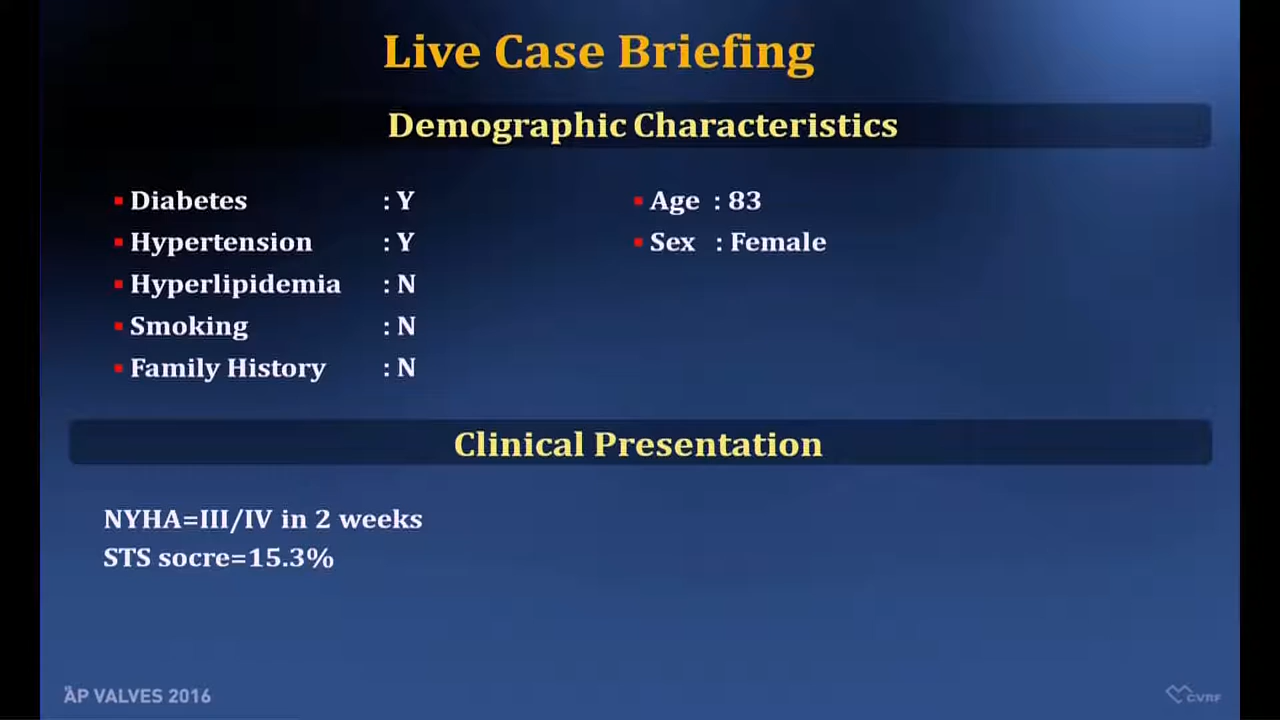 Live Case Briefing
Demographic Characteristics
Diabetes : Y
Hypertension : Y
Hyperlipidemia : N
Smoking : N
Family History : N
Age : 83
Sex : Female
Clinical Presentation
NYHA=III/IV in 2 weeks
STS socre=15.3%
AP VALVES 2016
CVRF